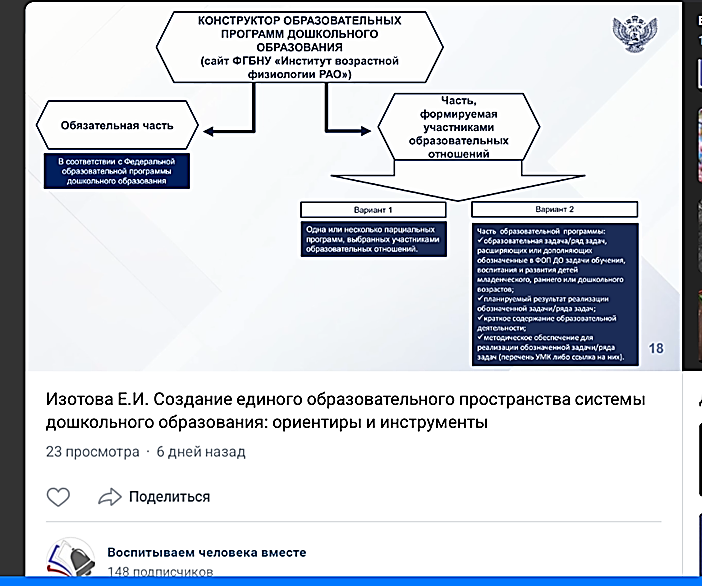 КОНСТРУКТОР ОБРАЗОВАТЕЛЬНЫХ
ПРОГРАММ ДОШКОЛЬНОГО
ОБРАЗОВАНИЯ
(сайт ФГБНУ «Институт возрастной
физиологии РАО»)
Обязательная часть
В соответствии с Федеральной
образовательной программы
дошкольного образования
Часть,
формируемая
участниками
образовательных
отношений
Вариант 1
Одна или несколько парциальных
программ, выбранных участниками
образовательных отношений.
Вариант 2
Часть образовательной программы:
✓образовательная задача/ряд задач,
расширяющих или дополняющих
обозначенные в ФОП ДО задачи обучения,
воспитания и развития детей
младенческого, раннего или дошкольного
возрастов;
✓планируемый результат реализации
обозначенной задачи/ряда задач;
✓краткое содержание образовательной
деятельности;
✓методическое обеспечение для
реализации обозначенной задачи/ряда
задач (перечень УМК либо ссылка на них).
18
Изотова Е.И. Создание единого образовательного пространства системы
дошкольного образования: ориентиры и инструменты
23 просмотра · 6 дней назад
Поделиться
Воспитываем человека вместе
148 подписчиков